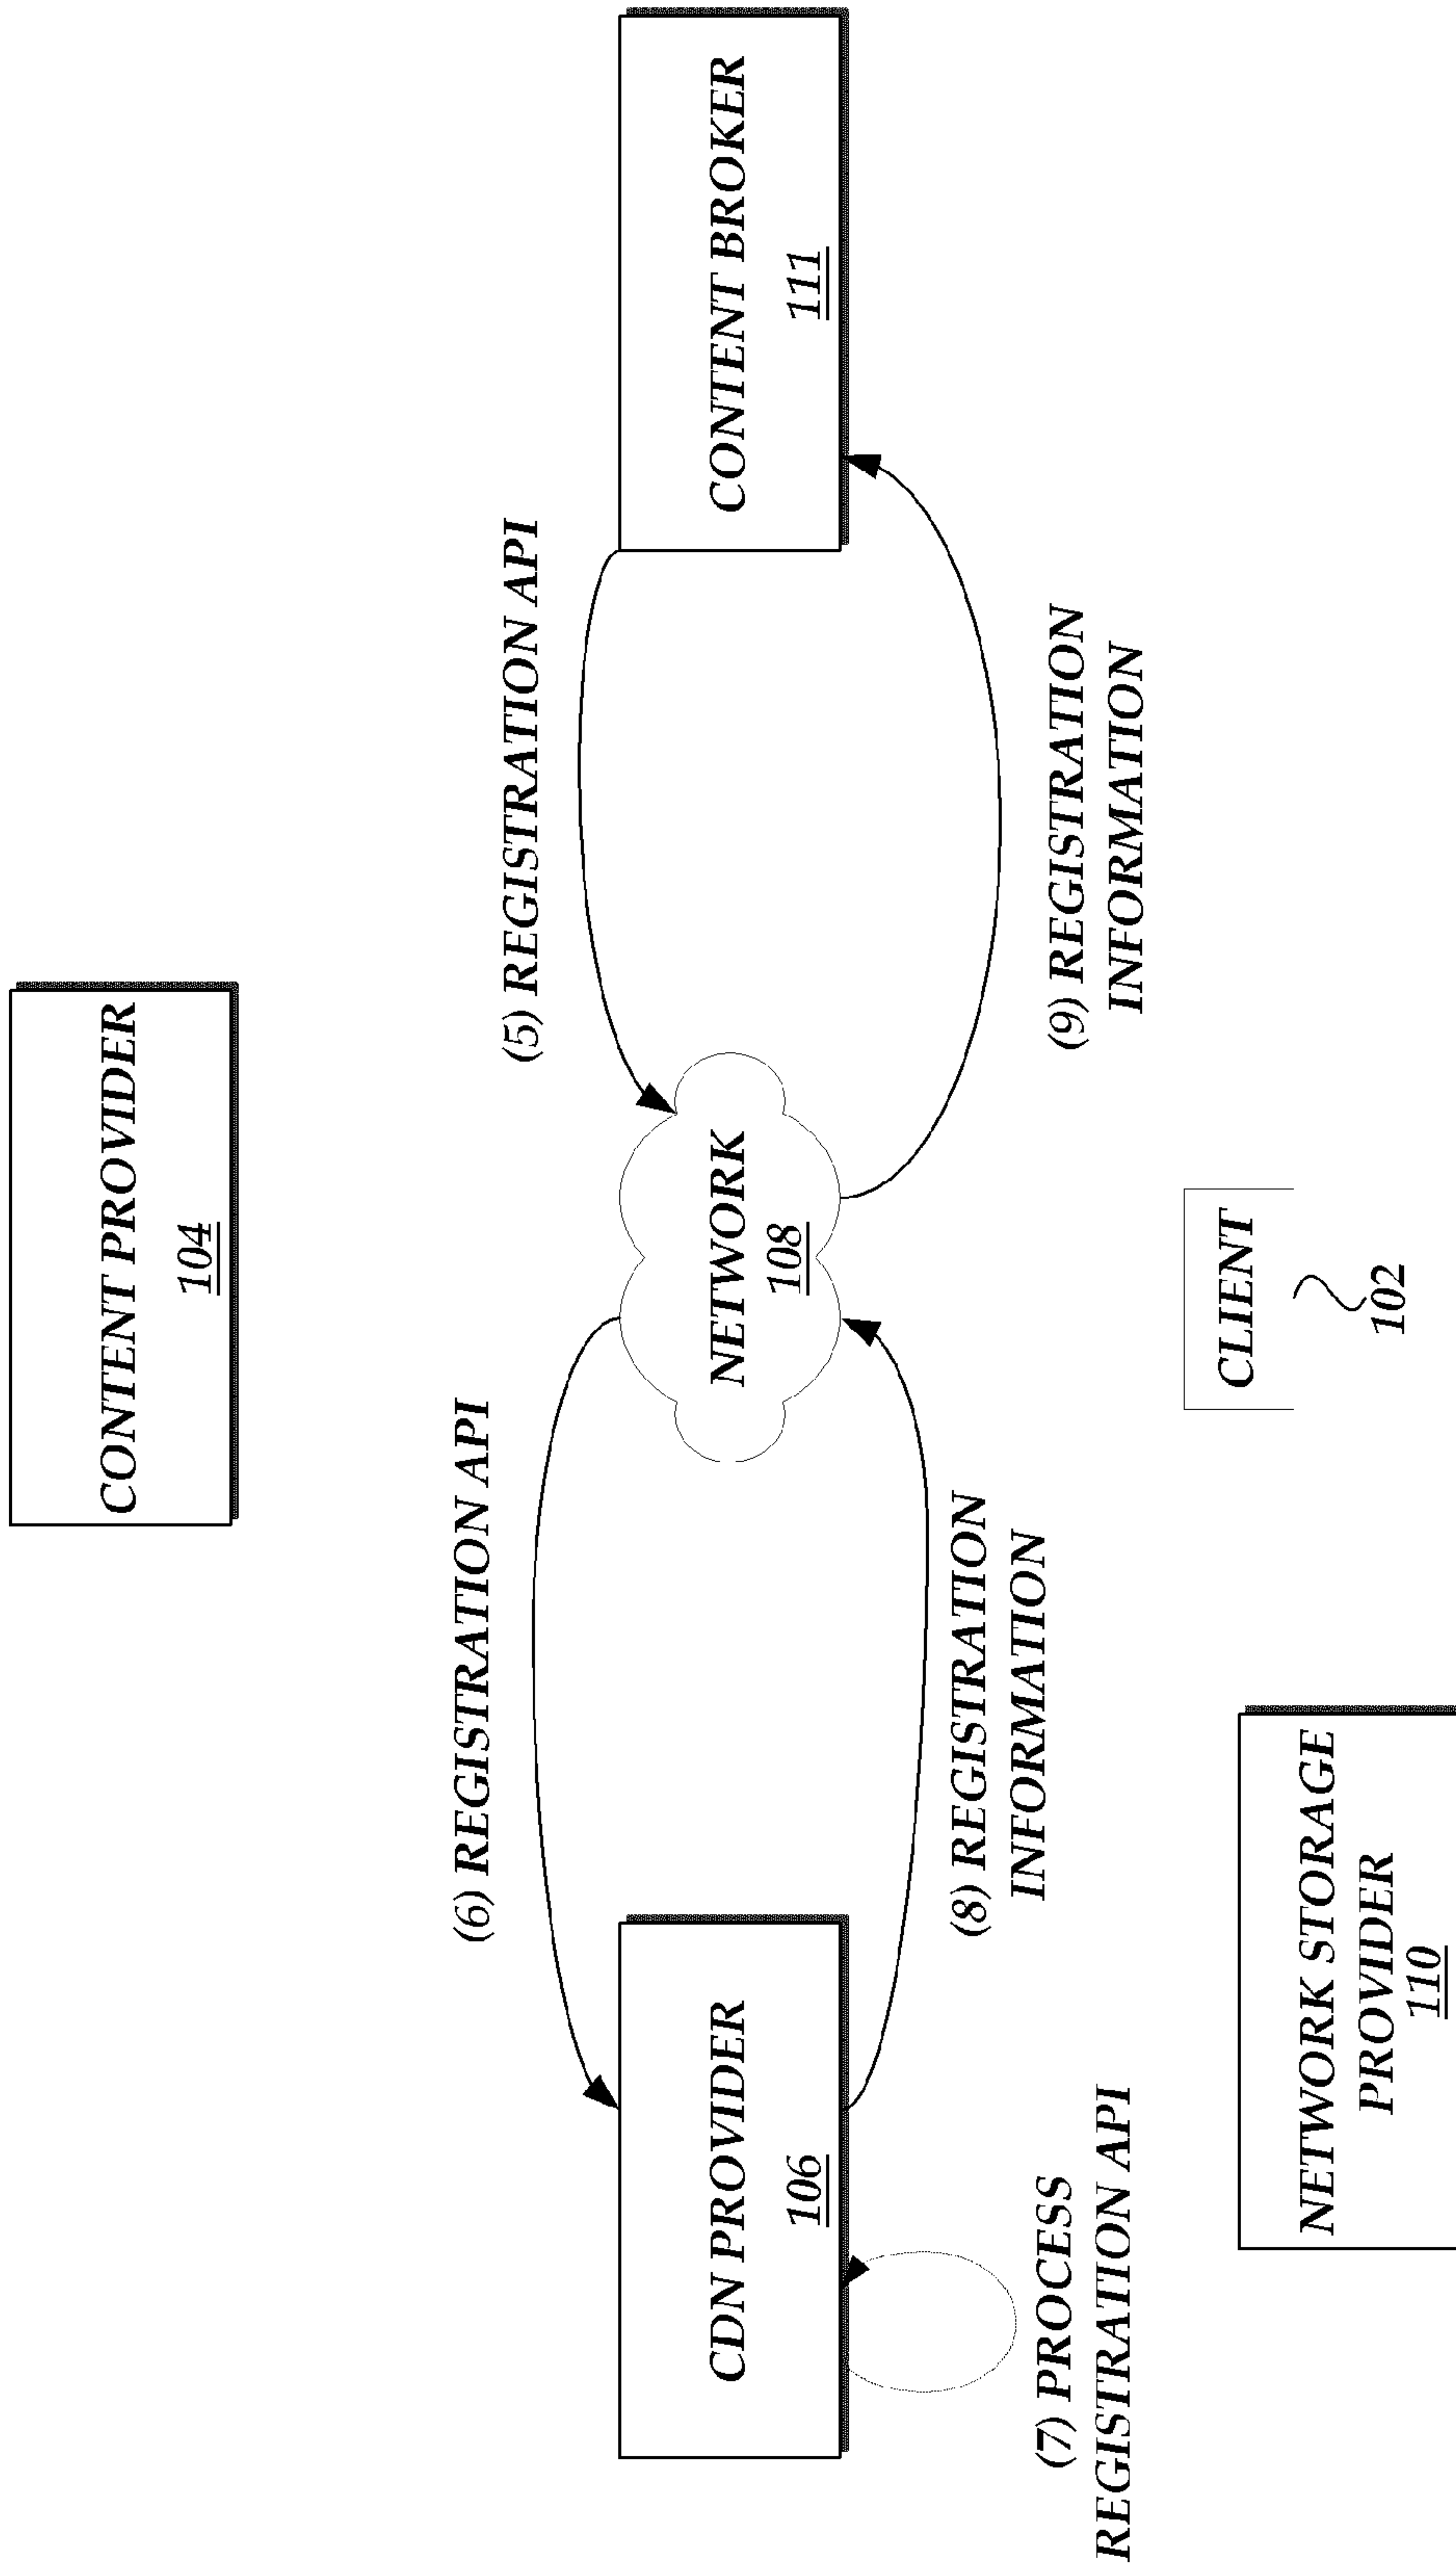 CONTENT PROVIDER
104
(6) REGISTRATION API
(5) REGISTRATION API
CDN PROVIDER
106
NETWORK
108
CONTENT BROKER
111
(7) PROCESS
REGISTRATION API
(8) REGISTRATION
INFORMATION
(9) REGISTRATION
INFORMATION
NETWORK STORAGE
PROVIDER
110
CLIENT
102